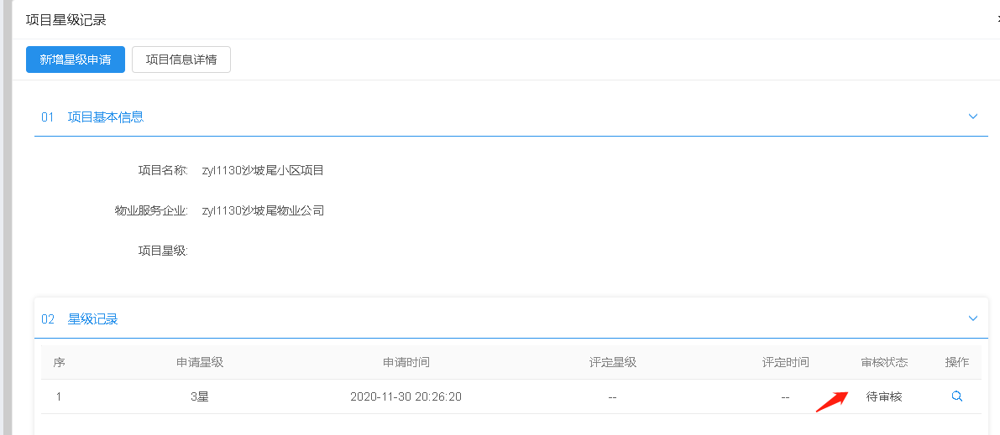 项目星级记录
新增星级申请 项目信息详情
01 项目基本信息
项目名称: zyl1130沙坡尾小区项目
物业服务企业: zyl1130沙坡尾物业公司
项目星级:
02 星级记录
序 申请星级 申请时间 评定星级 评定时间 审核状态 操作
1 3星 2020-11-30 20:26:20 -- -- 待审核